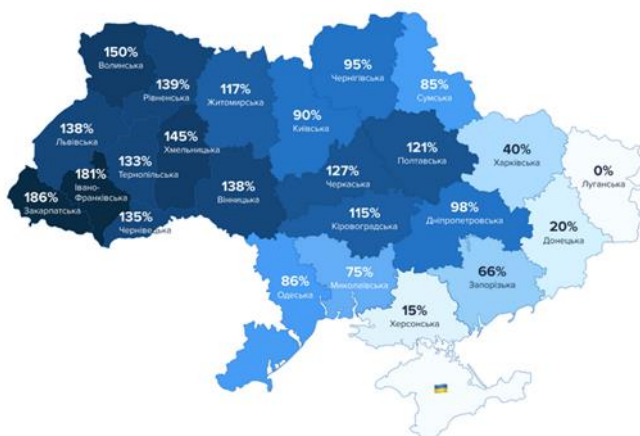 150%
Волинська
139%
Рівненська
117%
Житомирська
95%
Чернігівська
85%
Сумська
90%
Київська
138%
Львівська
145%
Хмельницька
133%
Тернопільська
121%
Полтавська
40%
Харківська
0%
Луганська
186%
Закарпатська
181%
Івано-
Франківська
135%
Чернівецька
138%
Вінницька
127%
Черкаська
115%
Кіровоградська
98%
Дніпропетровська
20%
Донецька
86%
Одеська
75%
Миколаївська
66%
Запорізька
15%
Херсонська